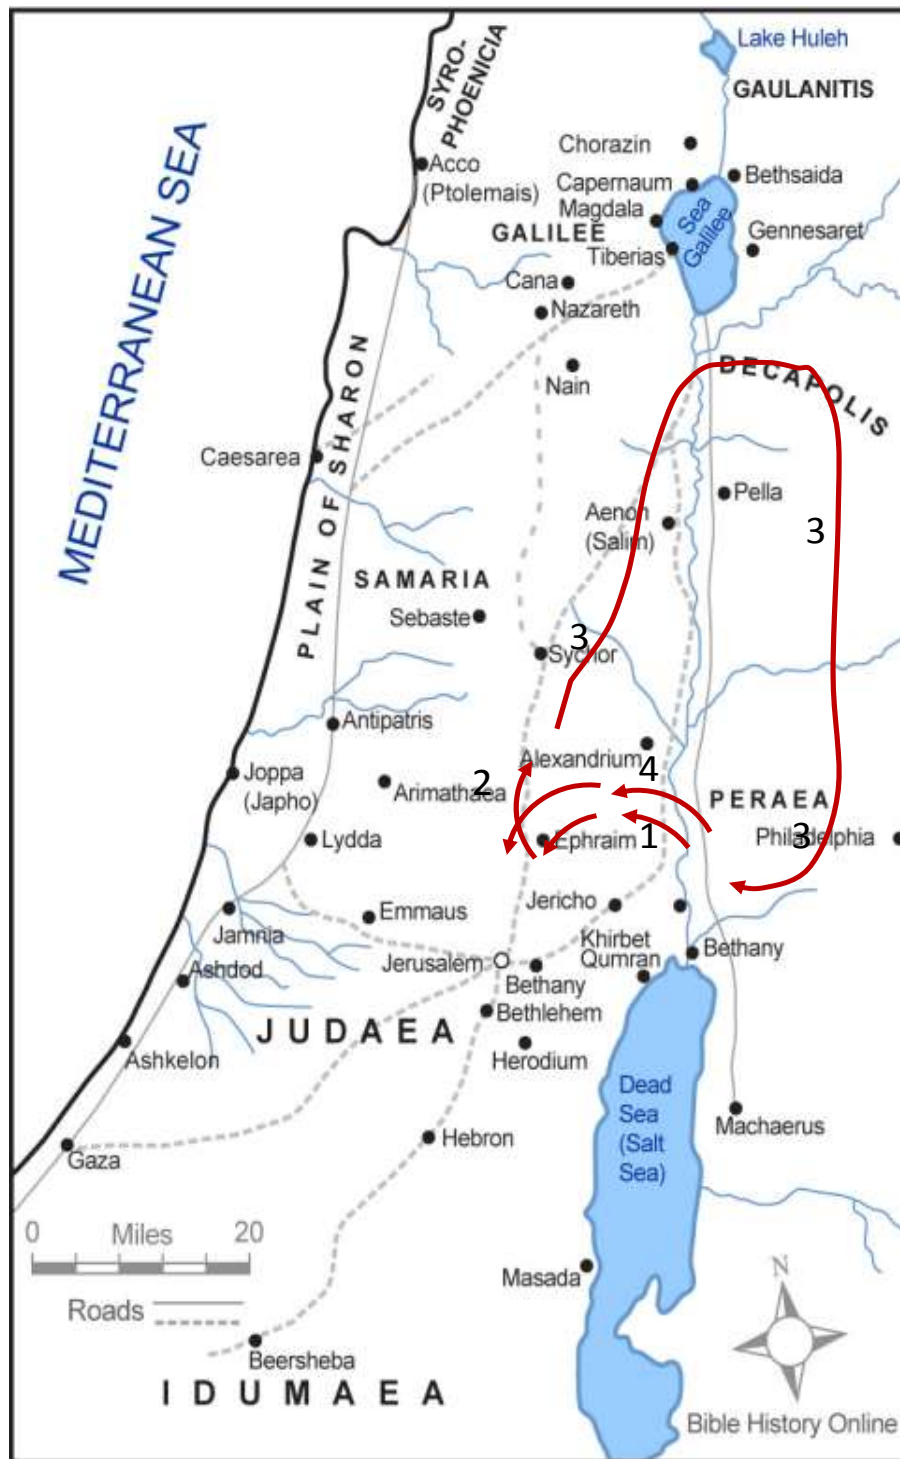 Lake Huleh
SYRO-
PHOENICIA
GAULANITIS
MEDITERRANEAN SEA
Chorazin
Acco
(Ptolemais)
Capernaum
Bethsaida
Magdala
Sea
Galilee
GALILEE
Gennesaret
Tiberias
Cana
Nazareth
DECAPOLIS
Nain
PLAIN OF SHARON
Caesarea
Pella
Aenon
(Salim)
3
SAMARIA
Sebaste
3
Sychor
Antipatris
Alexandrium
4
2
Joppa
(Japho)
Arimathaea
PERAEA
Lydda
Ephraim
1
Philadelphia
3
Emmaus
Jericho
Jamnia
Khirbet
Qumran
Bethany
Jerusalem
Ashdod
Bethany
JUDAEA
Bethlehem
Herodium
Ashkelon
Dead
Sea
(Salt
Sea)
Machaerus
Hebron
Gaza
0 Miles 20
Masada
N
Roads
Beersheba
IDUMAEA
Bible History Online